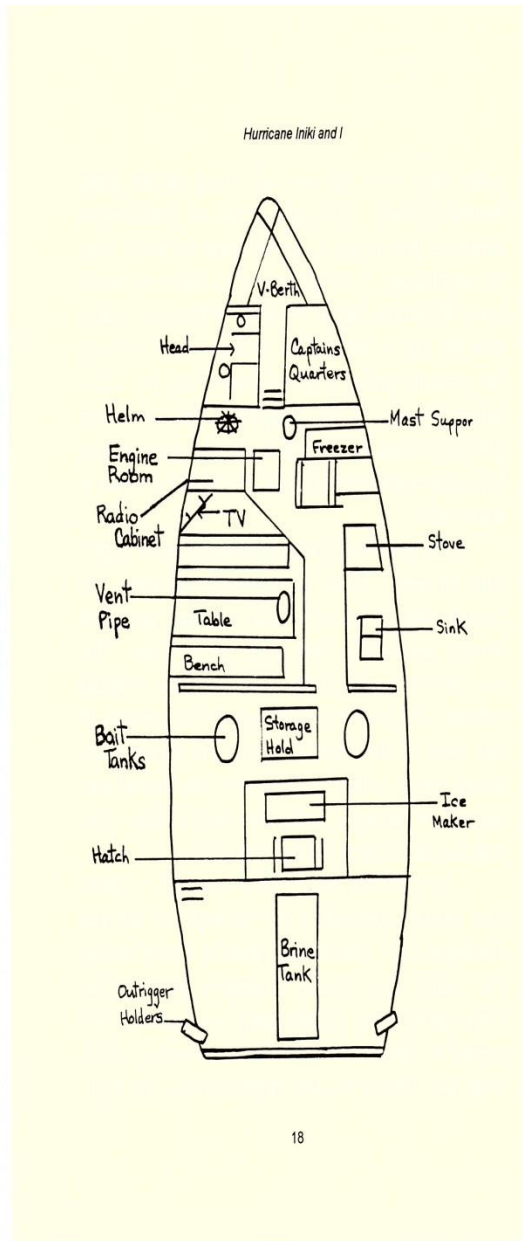 Hurricane Iniki and I
V-Berth
Head
Captains
Quarters
Helm
Mast Suppor
Freezer
Engine
Room
Radio
Cabinet
TV
Stove
Vent
Pipe
Table
Sink
Bench
Bait
Tanks
Storage
Hold
Ice
Maker
Hatch
Brine
Tank
Outrigger
Holders
18